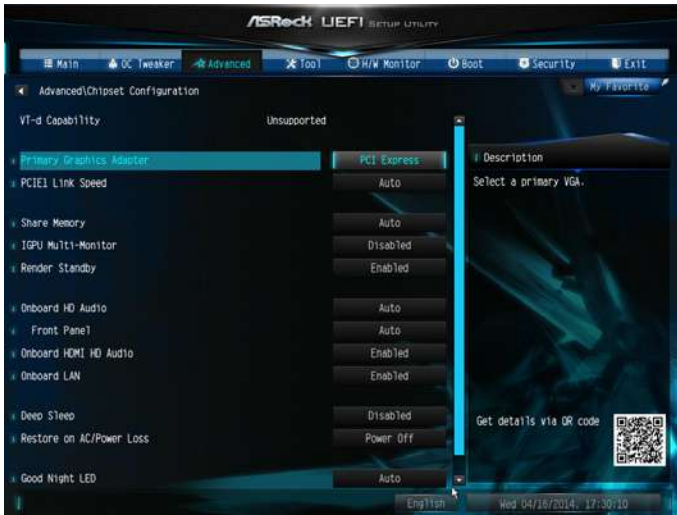 ASRock UEFI SETUP UTILITY
Main OC Tweaker Advanced Tool H/W Monitor Boot Security Exit
Advanced\Chipset Configuration
My Favorite
VT-d Capability Unsupported
Primary Graphics Adapter PCI Express
PCIE1 Link Speed Auto
Share Memory Auto
IGPU Multi-Monitor Disabled
Render Standby Enabled
Onboard HD Audio Auto
Front Panel Auto
Onboard HDMI HD Audio Enabled
Onboard LAN Enabled
Deep Sleep Disabled
Restore on AC/Power Loss Power Off
Good Night LED Auto
Description
Select a primary VGA.
Get details via QR code
English
Wed 04/16/2014. 17:30:10